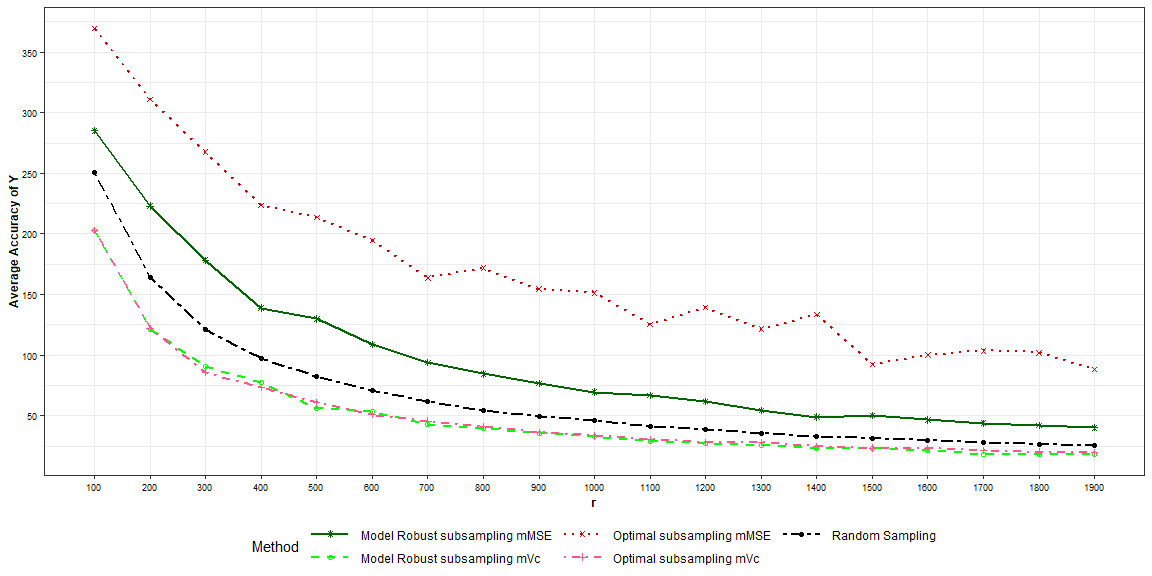 Average Accuracy of Y
350
300
250
200
150
100
50
100 200 300 400 500 600 700 800 900 1000 1100 1200 1300 1400 1500 1600 1700 1800 1900
r
Method
Model Robust subsampling mMSE Optimal subsampling mMSE Random Sampling
Model Robust subsampling mVc Optimal subsampling mVc